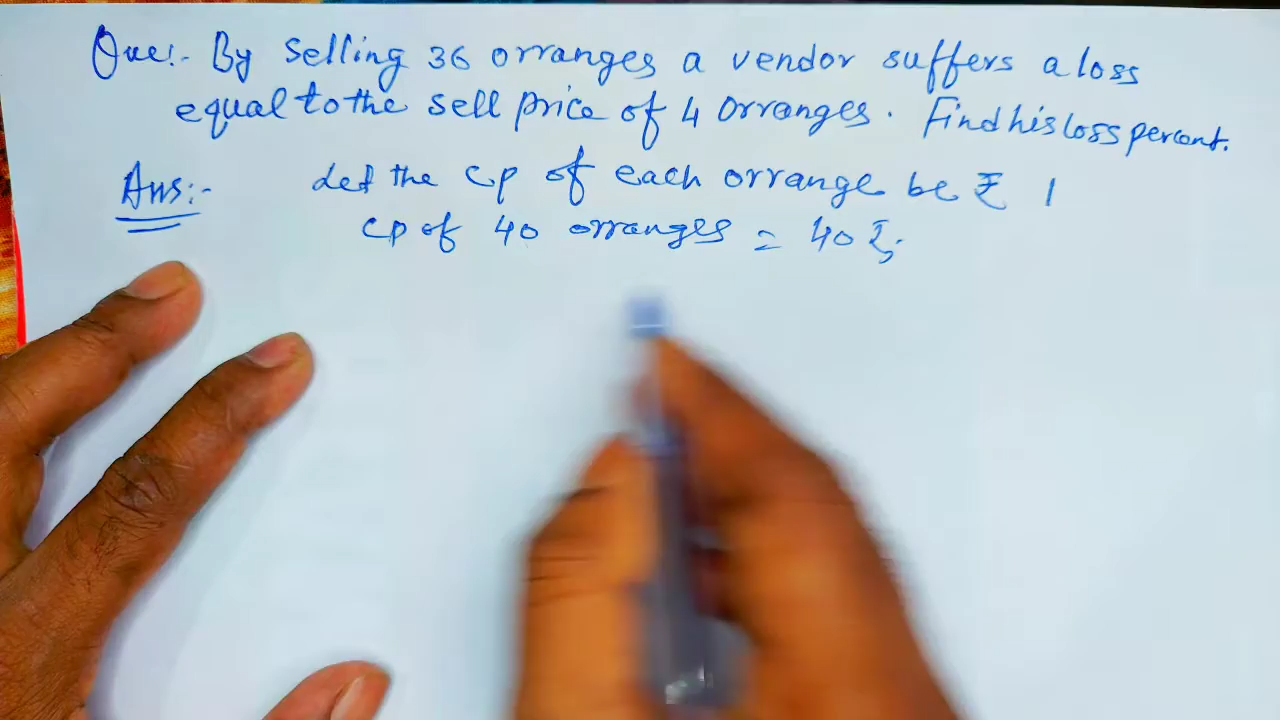 Que:- By selling 36 orranges a vendor suffers a loss
equal to the sell price of 4 orranges. Find his loss percent.
Ans:- Let the cp of each orrange be ₹ 1
cp of 40 orranges = 40 ₹.